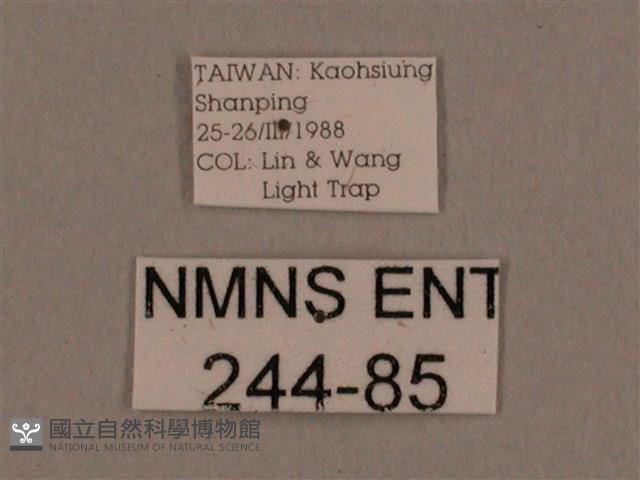 TAIWAN: Kaohsiung
Shanping
25-26/III/1988
COL: Lin & Wang
Light Trap
NMNS ENT
244-85
國立自然科學博物館
NATIONAL MUSEUM OF NATURAL SCIENCE